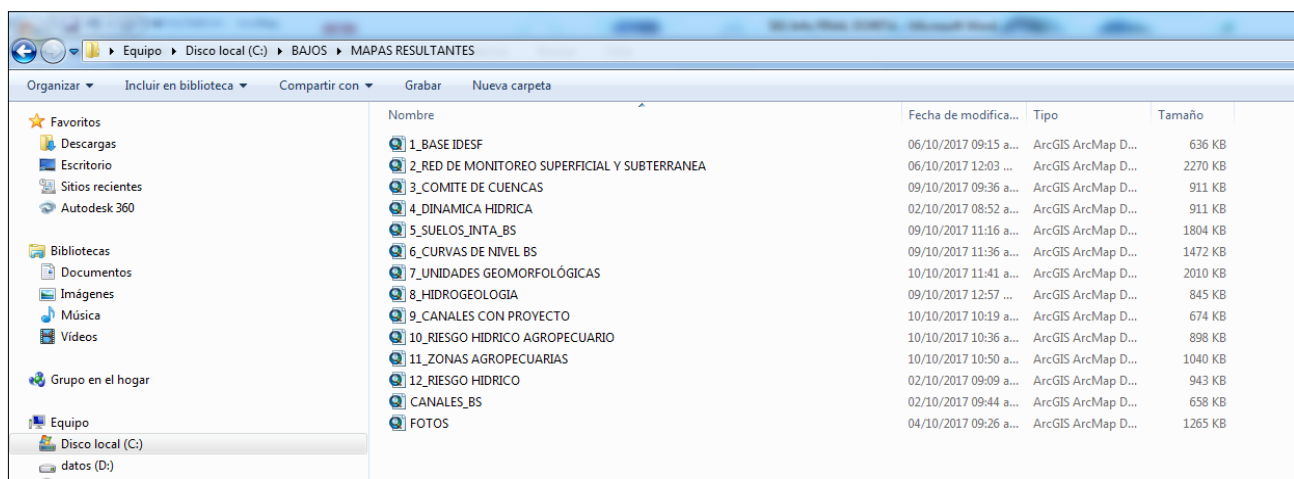 Equipo Disco local (C:) BAJOS MAPAS RESULTANTES
Organizar Incluir en biblioteca Compartir con Grabar Nueva carpeta
Favoritos
Descargas
Escritorio
Sitios recientes
Autodesk 360
Bibliotecas
Documentos
Imágenes
Música
Vídeos
Grupo en el hogar
Equipo
Disco local (C:)
datos (D:)
Nombre Fecha de modifica... Tipo Tamaño
1_BASE IDESF 06/10/2017 09:15 a... ArcGIS ArcMap D... 636 KB
2_RED DE MONITOREO SUPERFICIAL Y SUBTERRANEA 06/10/2017 12:03 ... ArcGIS ArcMap D... 2270 KB
3_COMITE DE CUENCAS 09/10/2017 09:36 a... ArcGIS ArcMap D... 911 KB
4_DINAMICA HIDRICA 02/10/2017 08:52 a... ArcGIS ArcMap D... 911 KB
5_SUELOS_INTA_BS 09/10/2017 11:16 a... ArcGIS ArcMap D... 1804 KB
6_CURVAS DE NIVEL BS 09/10/2017 11:36 a... ArcGIS ArcMap D... 1472 KB
7_UNIDADES GEOMORFOLÓGICAS 10/10/2017 11:41 a... ArcGIS ArcMap D... 2010 KB
8_HIDROGEOLOGIA 09/10/2017 12:57 ... ArcGIS ArcMap D... 845 KB
9_CANALES CON PROYECTO 10/10/2017 10:19 a... ArcGIS ArcMap D... 674 KB
10_RIESGO HIDRICO AGROPECUARIO 10/10/2017 10:36 a... ArcGIS ArcMap D... 898 KB
11_ZONAS AGROPECUARIAS 10/10/2017 10:50 a... ArcGIS ArcMap D... 1040 KB
12_RIESGO HIDRICO 02/10/2017 09:09 a... ArcGIS ArcMap D... 943 KB
CANALES_BS 02/10/2017 09:44 a... ArcGIS ArcMap D... 658 KB
FOTOS 04/10/2017 09:26 a... ArcGIS ArcMap D... 1265 KB